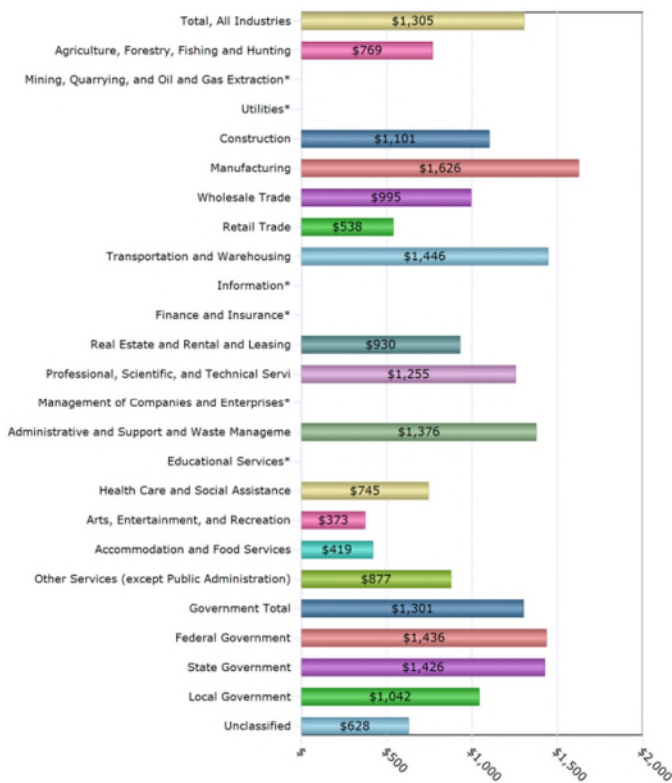 Total, All Industries $1,305
Agriculture, Forestry, Fishing and Hunting $769
Mining, Quarrying, and Oil and Gas Extraction*
Utilities*
Construction $1,101
Manufacturing $1,626
Wholesale Trade $995
Retail Trade $538
Transportation and Warehousing $1,446
Information*
Finance and Insurance*
Real Estate and Rental and Leasing $930
Professional, Scientific, and Technical Servi $1,255
Management of Companies and Enterprises*
Administrative and Support and Waste Manageme $1,376
Educational Services*
Health Care and Social Assistance $745
Arts, Entertainment, and Recreation $373
Accommodation and Food Services $419
Other Services (except Public Administration) $877
Government Total $1,301
Federal Government $1,436
State Government $1,426
Local Government $1,042
Unclassified $628
$ $500 $1,000 $1,500 $2,000